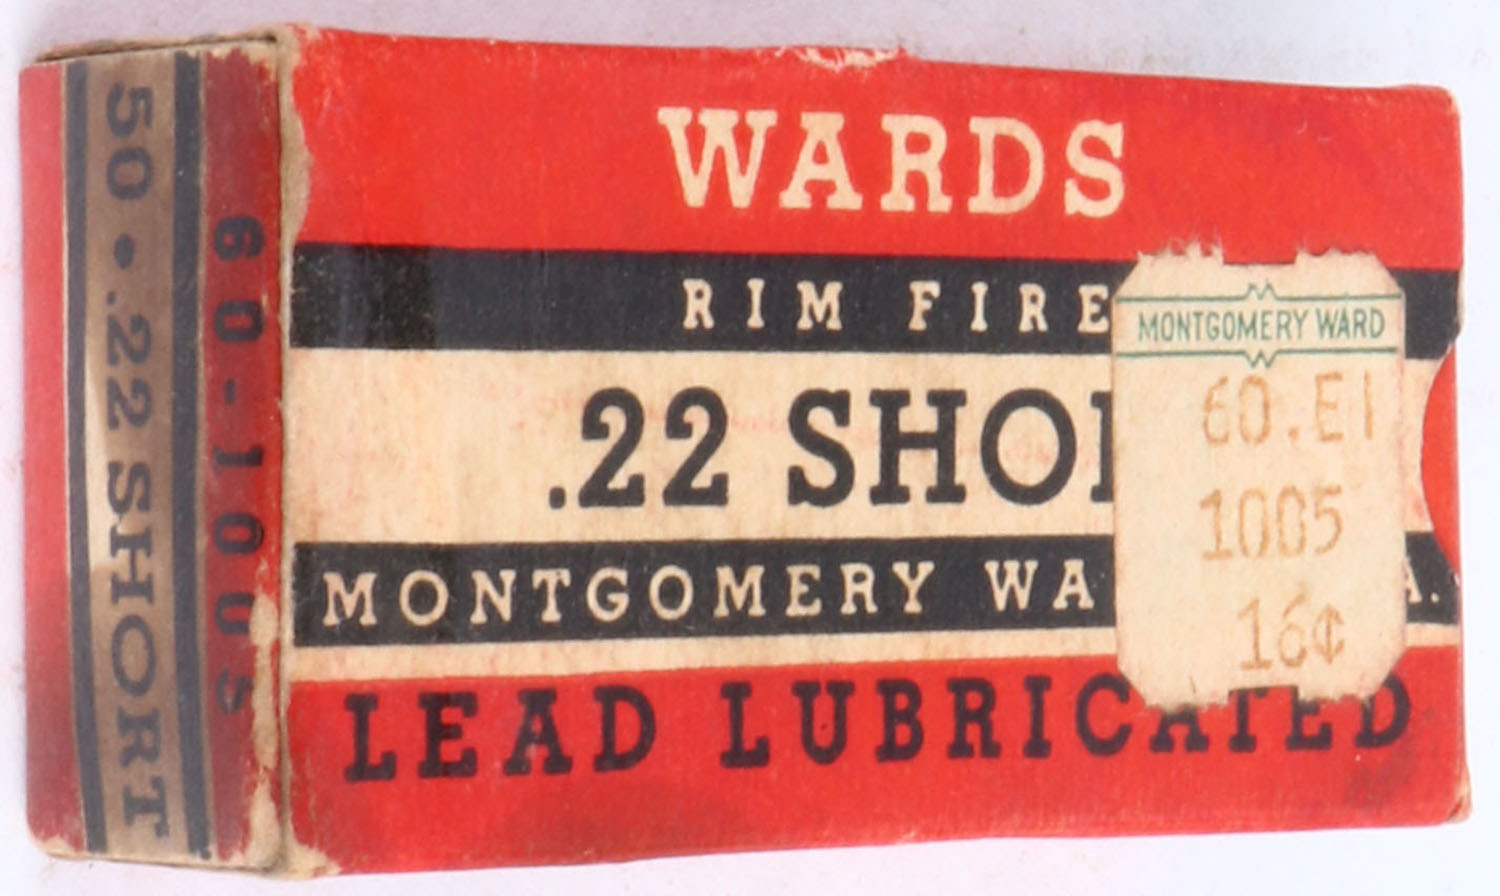 50 • .22 SHORT
60-1005
WARDS
RIM FIRE
.22 SHO
MONTGOMERY WA A.
LEAD LUBRICATED
MONTGOMERY WARD
60.E1
1005
16¢